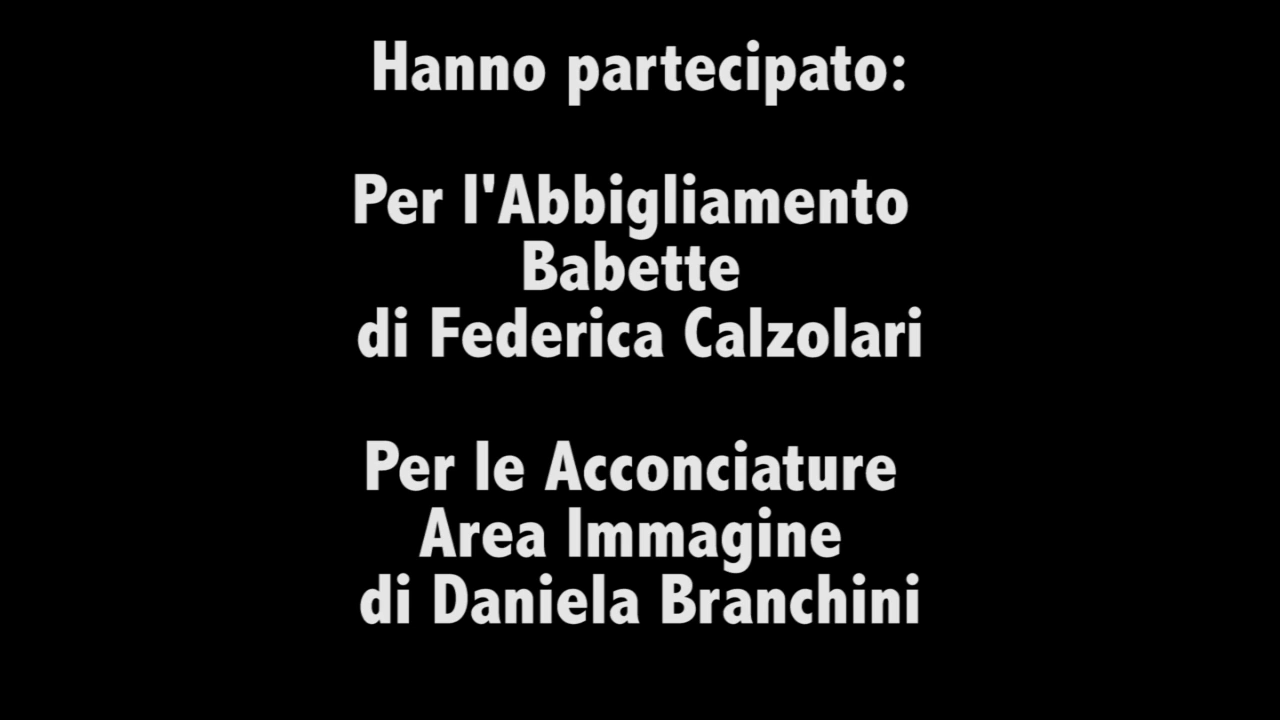 Hanno partecipato:
Per l'Abbigliamento
Babette
di Federica Calzolari
Per le Acconciature
Area Immagine
di Daniela Branchini